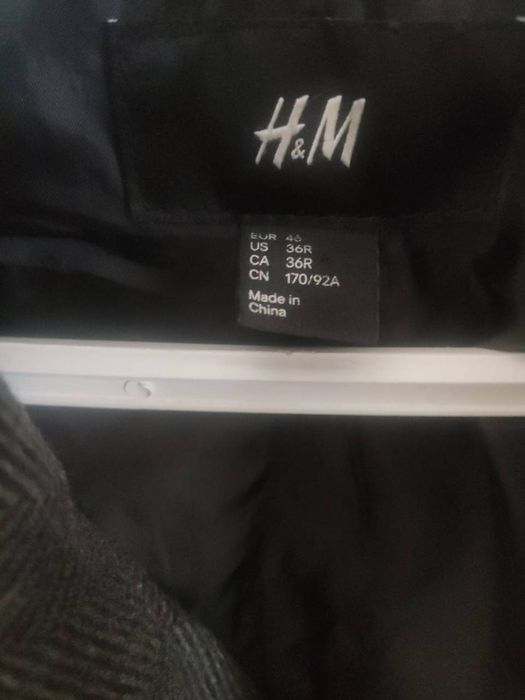 H&M
EUR 46
US 36R
CA 36R
CN 170/92A
Made in
China